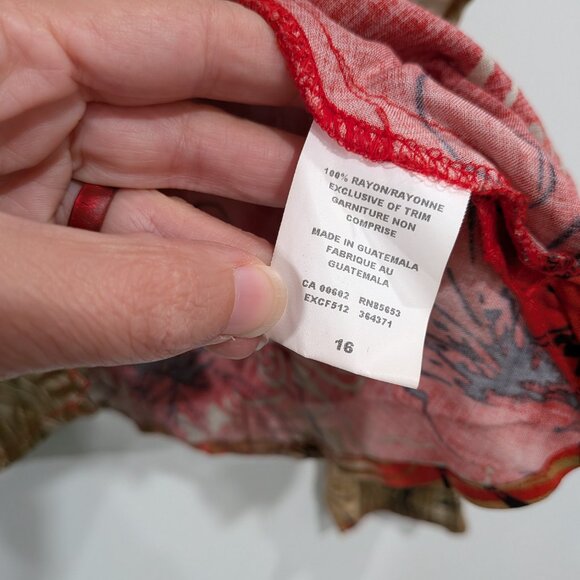 100% RAYON/RAYONNE
EXCLUSIVE OF TRIM
GARNITURE NON
COMPRISE
MADE IN GUATEMALA
FABRIQUE AU
GUATEMALA
CA 00602 RN85653
EXCF512 364371
16